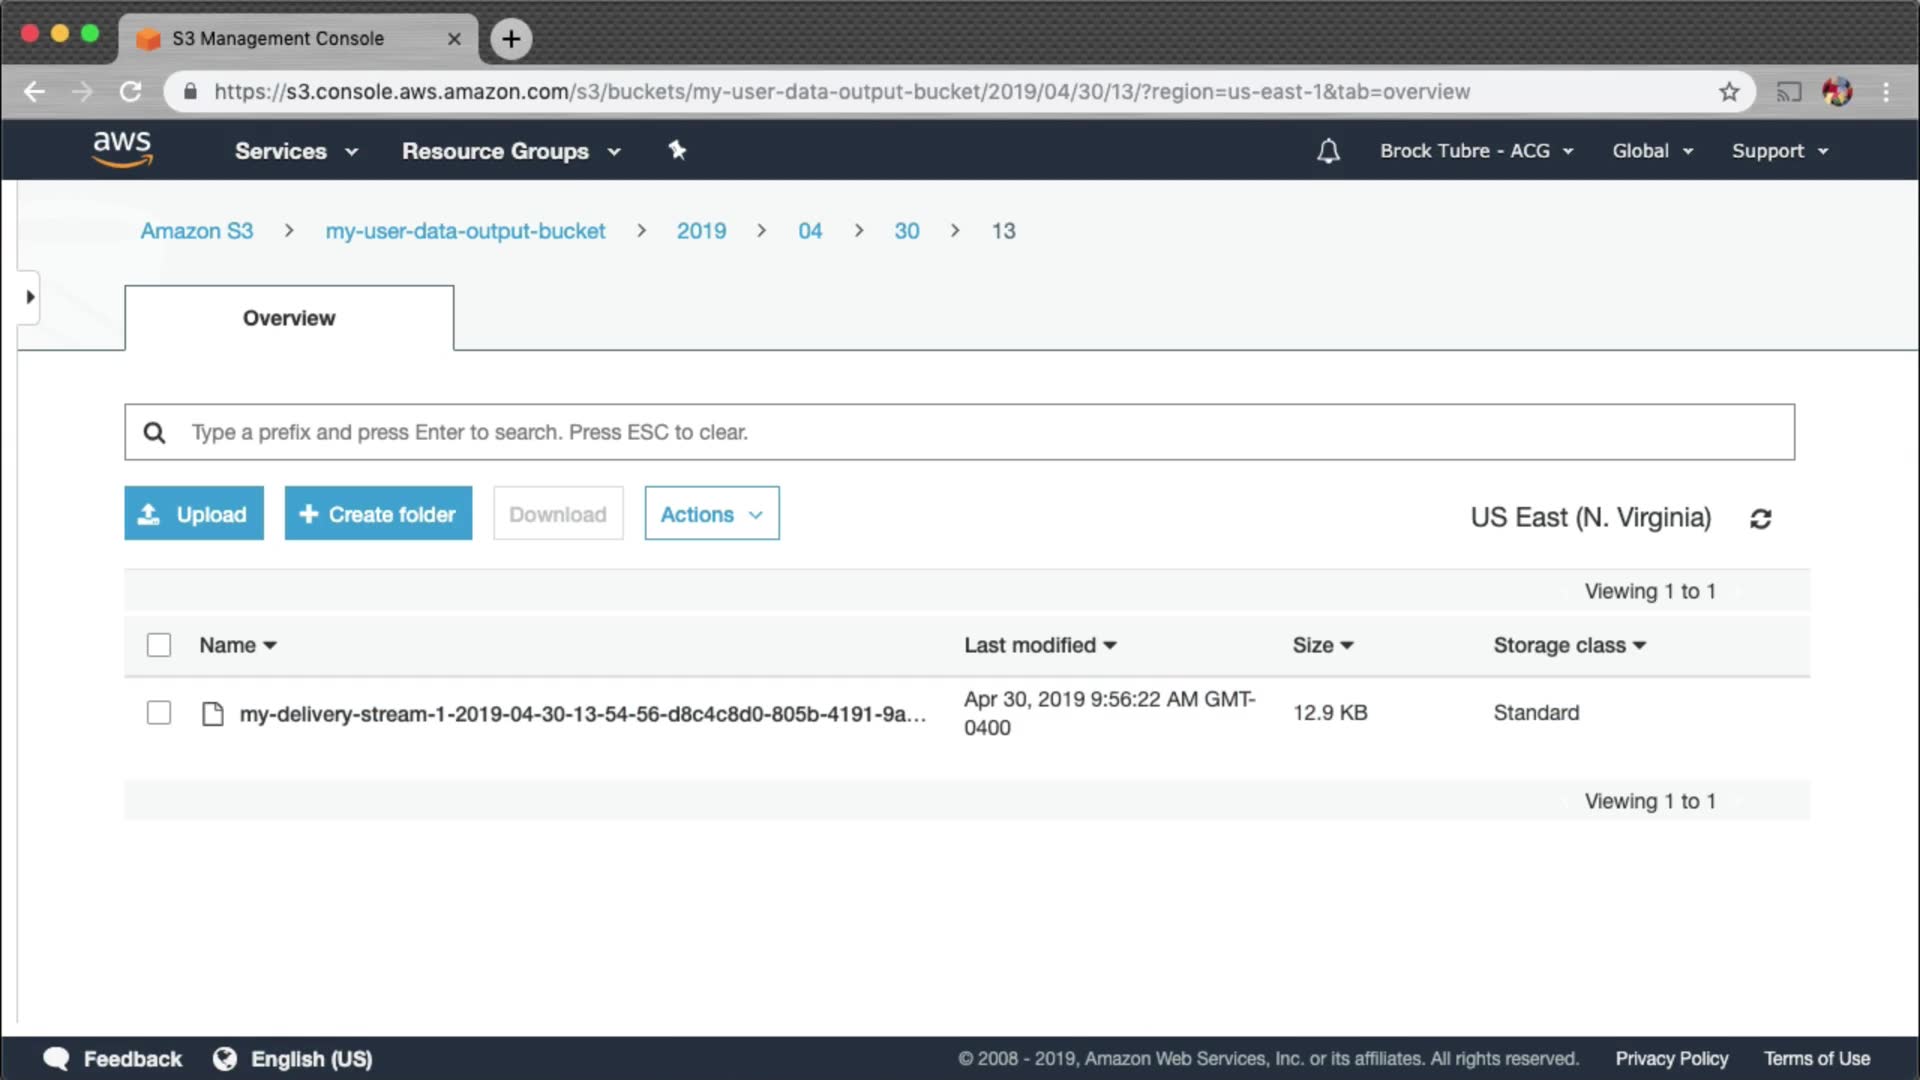 S3 Management Console
https://s3.console.aws.amazon.com/s3/buckets/my-user-data-output-bucket/2019/04/30/13/?region=us-east-1&tab=overview
aws Services Resource Groups Brock Tubre - ACG Global Support
Amazon S3 > my-user-data-output-bucket > 2019 > 04 > 30 > 13
Overview
Type a prefix and press Enter to search. Press ESC to clear.
Upload + Create folder Download Actions US East (N. Virginia)
Viewing 1 to 1
Name Last modified Size Storage class
my-delivery-stream-1-2019-04-30-13-54-56-d8c4c8d0-805b-4191-9a... Apr 30, 2019 9:56:22 AM GMT-0400 12.9 KB Standard
Viewing 1 to 1
Feedback English (US) © 2008 - 2019, Amazon Web Services, Inc. or its affiliates. All rights reserved. Privacy Policy Terms of Use